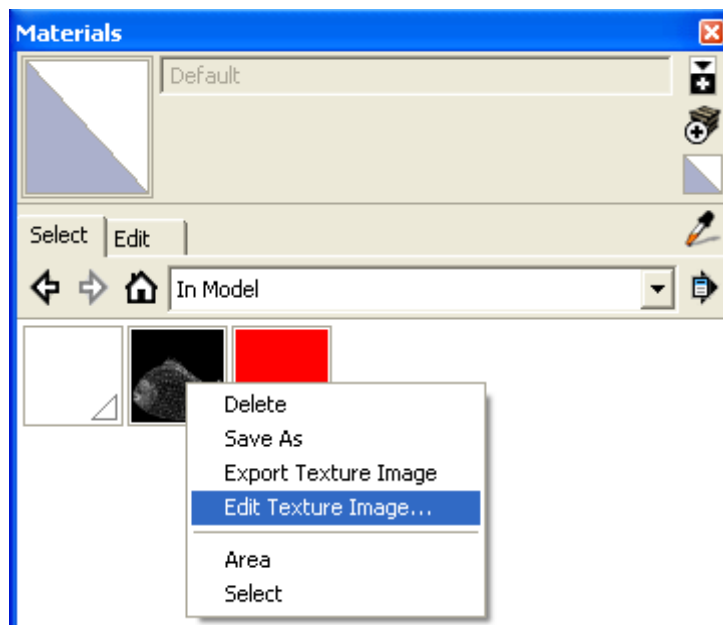 Materials
Default
Select
Edit
In Model
Delete
Save As
Export Texture Image
Edit Texture Image...
Area
Select